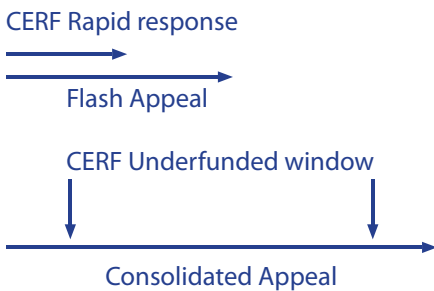 CERF Rapid response
Flash Appeal
CERF Underfunded window
Consolidated Appeal